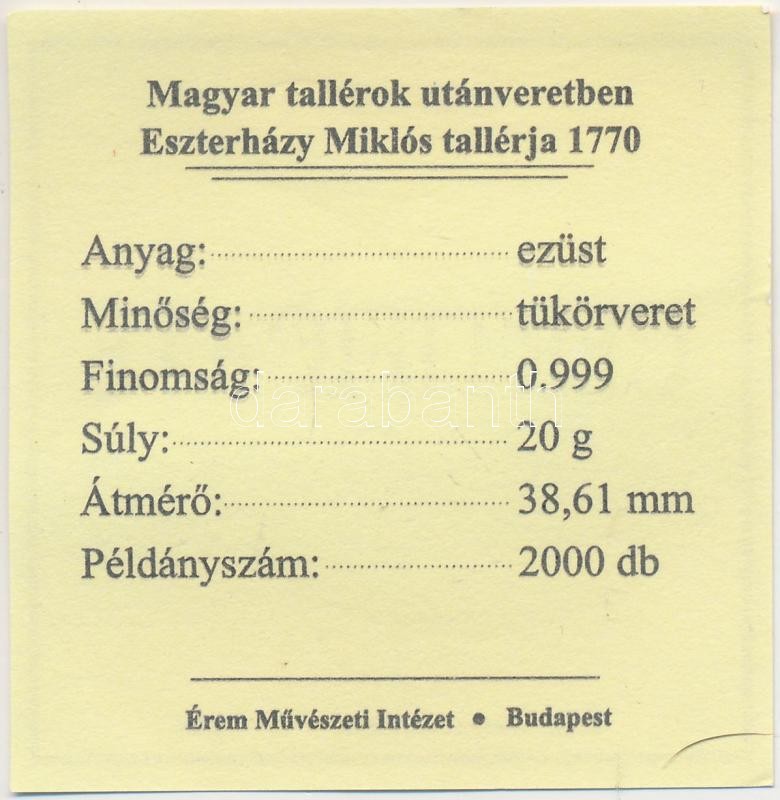 Magyar tallérok utánveretben
Eszterházy Miklós tallérja 1770
Anyag: ezüst
Minőség: tükörveret
Finomság: 0.999
darabanth
Súly: 20 g
Átmérő: 38,61 mm
Példányszám: 2000 db
Érem Művészeti Intézet ● Budapest